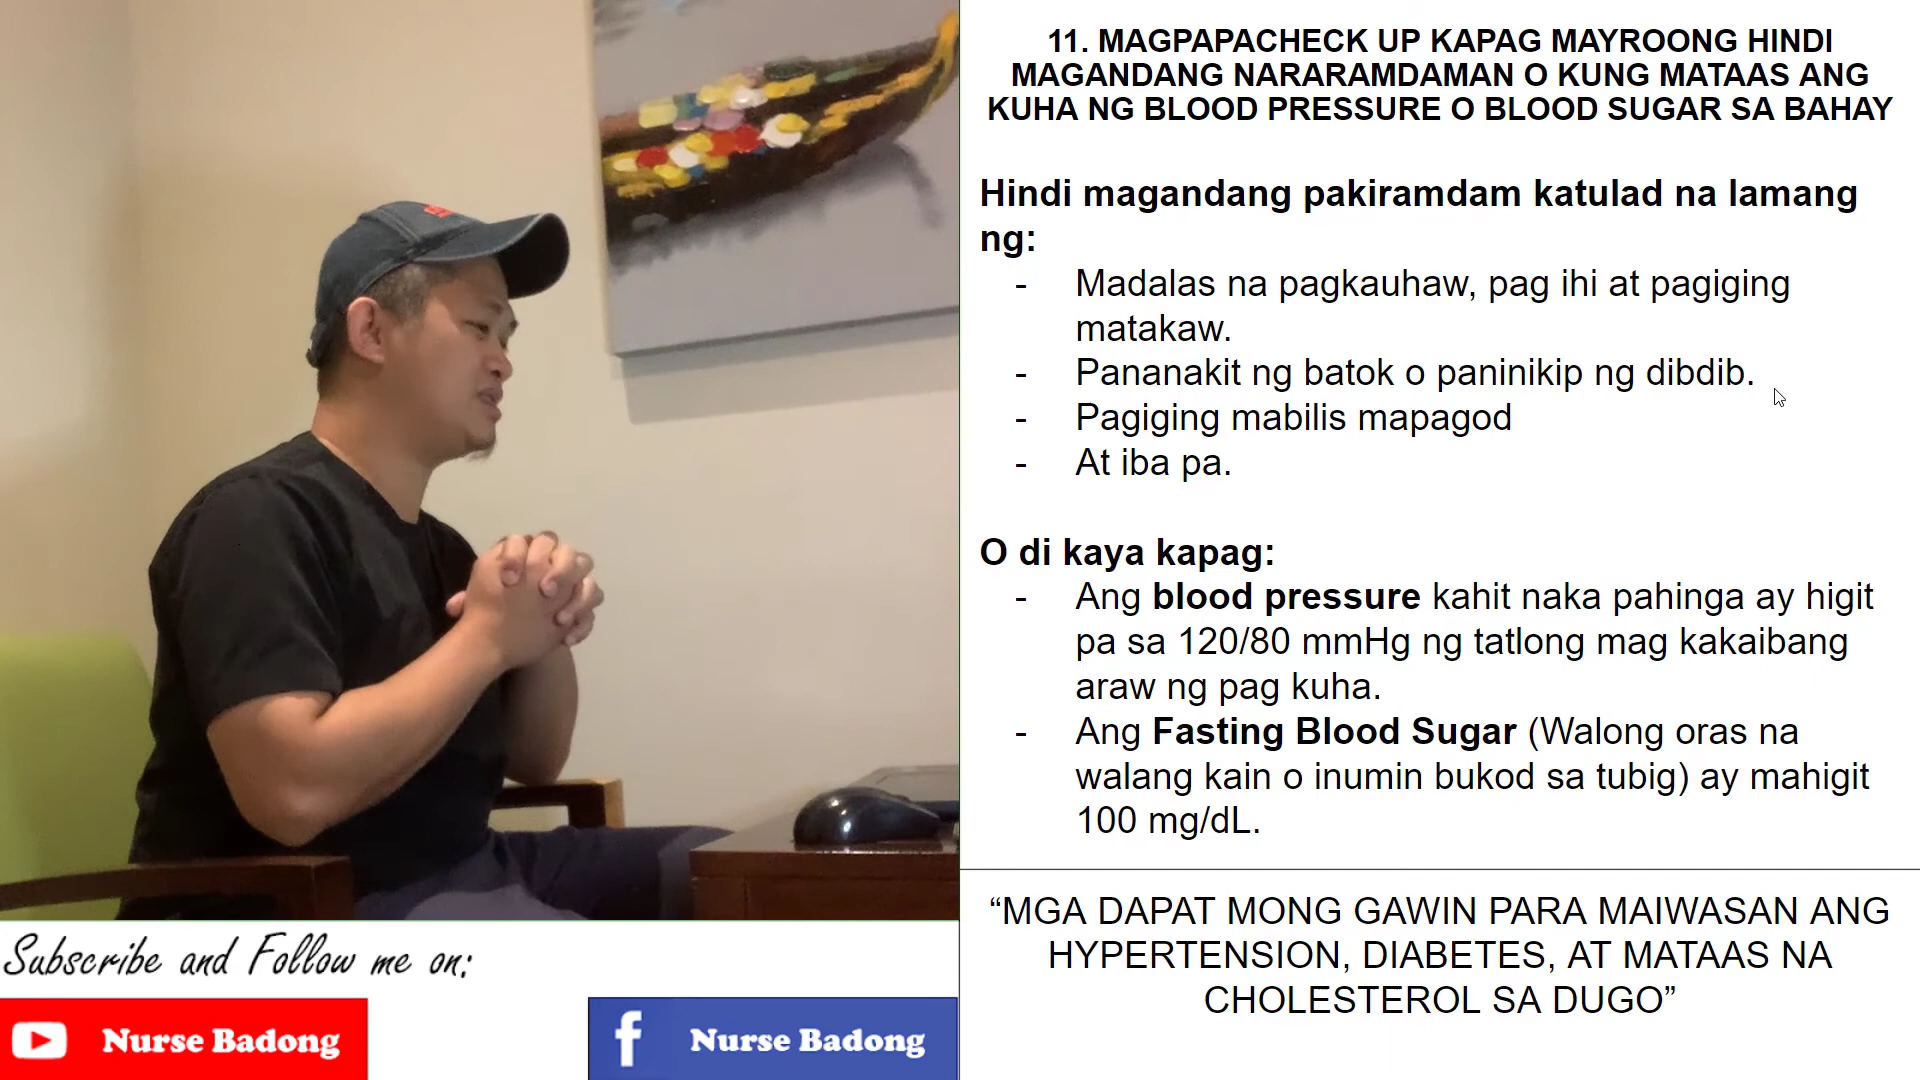 11. MAGPAPACHECK UP KAPAG MAYROONG HINDI
MAGANDANG NARARAMDAMAN O KUNG MATAAS ANG
KUHA NG BLOOD PRESSURE O BLOOD SUGAR SA BAHAY
Hindi magandang pakiramdam katulad na lamang
ng:
- Madalas na pagkauhaw, pag ihi at pagiging
matakaw.
- Pananakit ng batok o paninikip ng dibdib.
- Pagiging mabilis mapagod
- At iba pa.
O di kaya kapag:
- Ang blood pressure kahit naka pahinga ay higit
pa sa 120/80 mmHg ng tatlong mag kakaibang
araw ng pag kuha.
- Ang Fasting Blood Sugar (Walong oras na
walang kain o inumin bukod sa tubig) ay mahigit
100 mg/dL.
“MGA DAPAT MONG GAWIN PARA MAIWASAN ANG
HYPERTENSION, DIABETES, AT MATAAS NA
CHOLESTEROL SA DUGO”
Subscribe and Follow me on:
Nurse Badong
f Nurse Badong